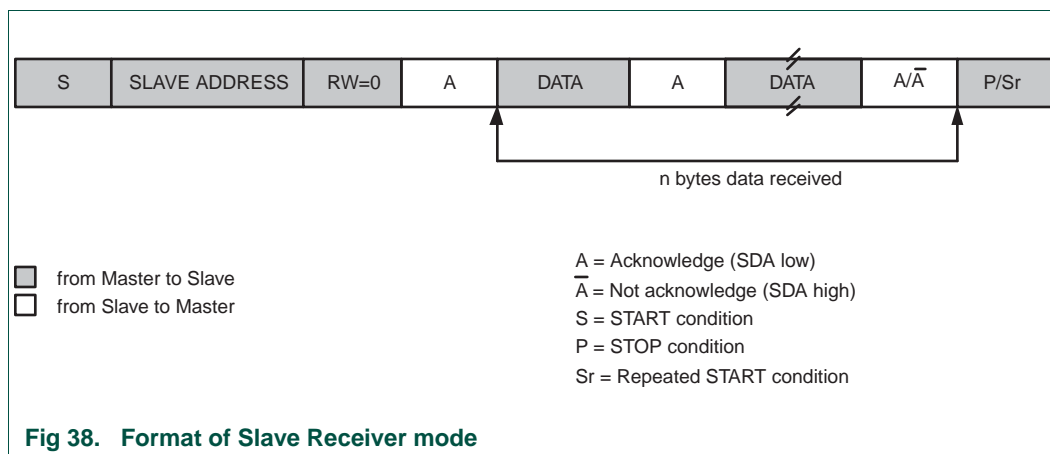 S SLAVE ADDRESS RW=0 A DATA A DATA A/A̅ P/Sr
n bytes data received
from Master to Slave
from Slave to Master
A = Acknowledge (SDA low)
A̅ = Not acknowledge (SDA high)
S = START condition
P = STOP condition
Sr = Repeated START condition
Fig 38. Format of Slave Receiver mode